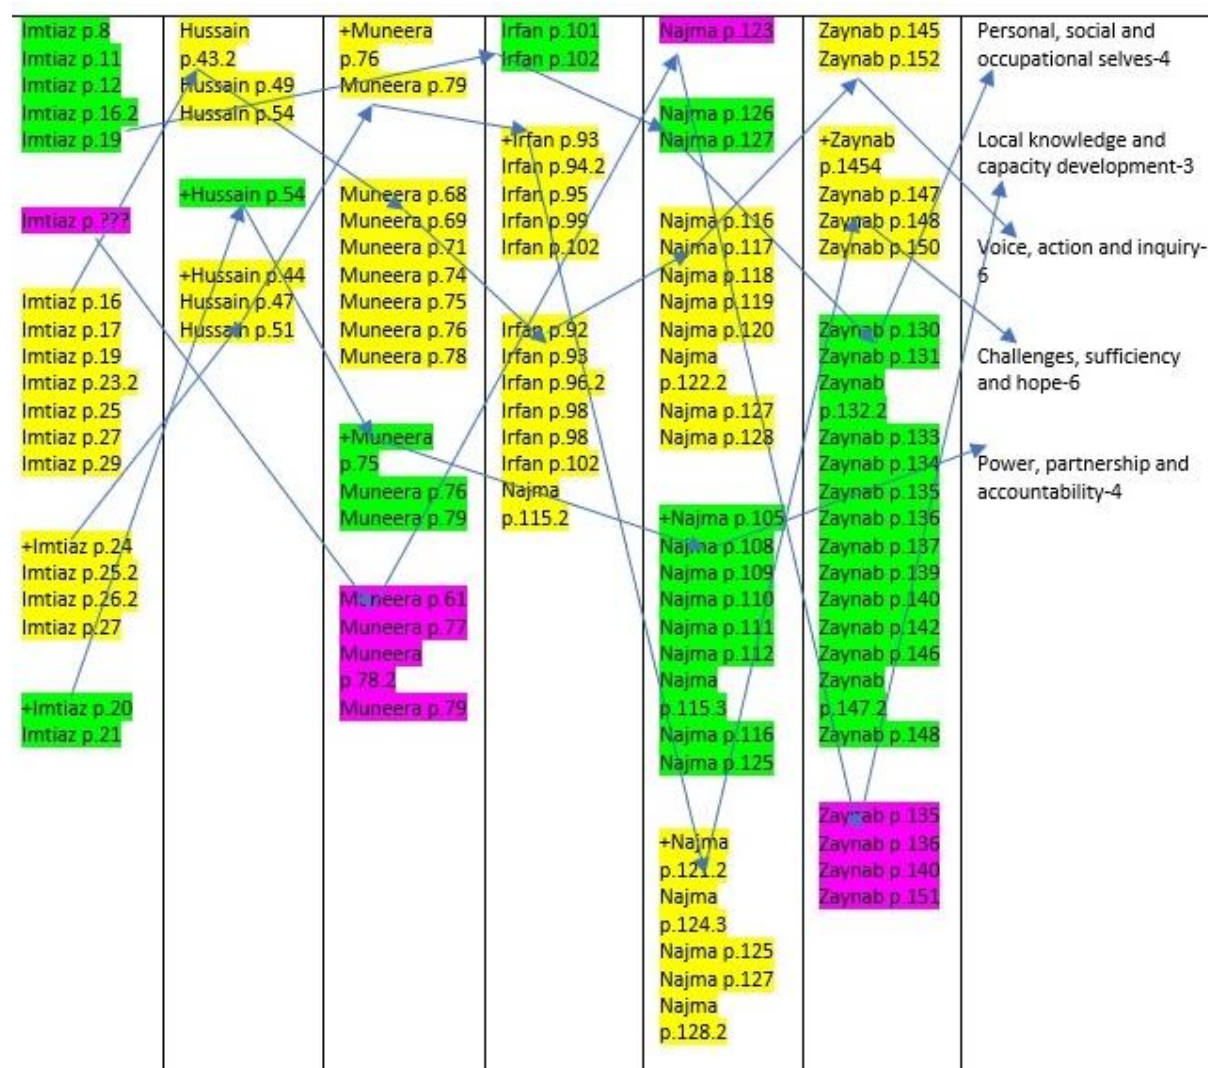 Imtiaz p.8
Imtiaz p.11
Imtiaz p.12
Imtiaz p.16.2
Imtiaz p.19
Imtiaz p.???
Imtiaz p.16
Imtiaz p.17
Imtiaz p.19
Imtiaz p.23.2
Imtiaz p.25
Imtiaz p.27
Imtiaz p.29
+Imtiaz p.24
Imtiaz p.25.2
Imtiaz p.26.2
Imtiaz p.27
+Imtiaz p.20
Imtiaz p.21
Hussain
p.43.2
Hussain p.49
Hussain p.54
+Hussain p.54
+Hussain p.44
Hussain p.47
Hussain p.51
+Muneera
p.76
Muneera p.79
Muneera p.68
Muneera p.69
Muneera p.71
Muneera p.74
Muneera p.75
Muneera p.76
Muneera p.78
+Muneera
p.75
Muneera p.76
Muneera p.79
Muneera p.61
Muneera p.77
Muneera
p.78.2
Muneera p.79
Irfan p.101
Irfan p.102
+Irfan p.93
Irfan p.94.2
Irfan p.95
Irfan p.99
Irfan p.102
Irfan p.92
Irfan p.93
Irfan p.96.2
Irfan p.98
Irfan p.98
Irfan p.102
Najma
p.115.2
Najma p.123
Najma p.126
Najma p.127
Najma p.116
Najma p.117
Najma p.118
Najma p.119
Najma p.120
Najma
p.122.2
Najma p.127
Najma p.128
+Najma p.105
Najma p.108
Najma p.109
Najma p.110
Najma p.111
Najma p.112
Najma
p.115.3
Najma p.116
Najma p.125
+Najma
p.121.2
Najma
p.124.3
Najma p.125
Najma p.127
Najma
p.128.2
Zaynab p.145
Zaynab p.152
+Zaynab
p.1454
Zaynab p.147
Zaynab p.148
Zaynab p.150
Zaynab p.130
Zaynab p.131
Zaynab
p.132.2
Zaynab p.133
Zaynab p.134
Zaynab p.135
Zaynab p.136
Zaynab p.137
Zaynab p.139
Zaynab p.140
Zaynab p.142
Zaynab p.146
Zaynab
p.147.2
Zaynab p.148
Zaynab p.135
Zaynab p.136
Zaynab p.140
Zaynab p.151
Personal, social and
occupational selves-4
Local knowledge and
capacity development-3
Voice, action and inquiry-
6
Challenges, sufficiency
and hope-6
Power, partnership and
accountability-4